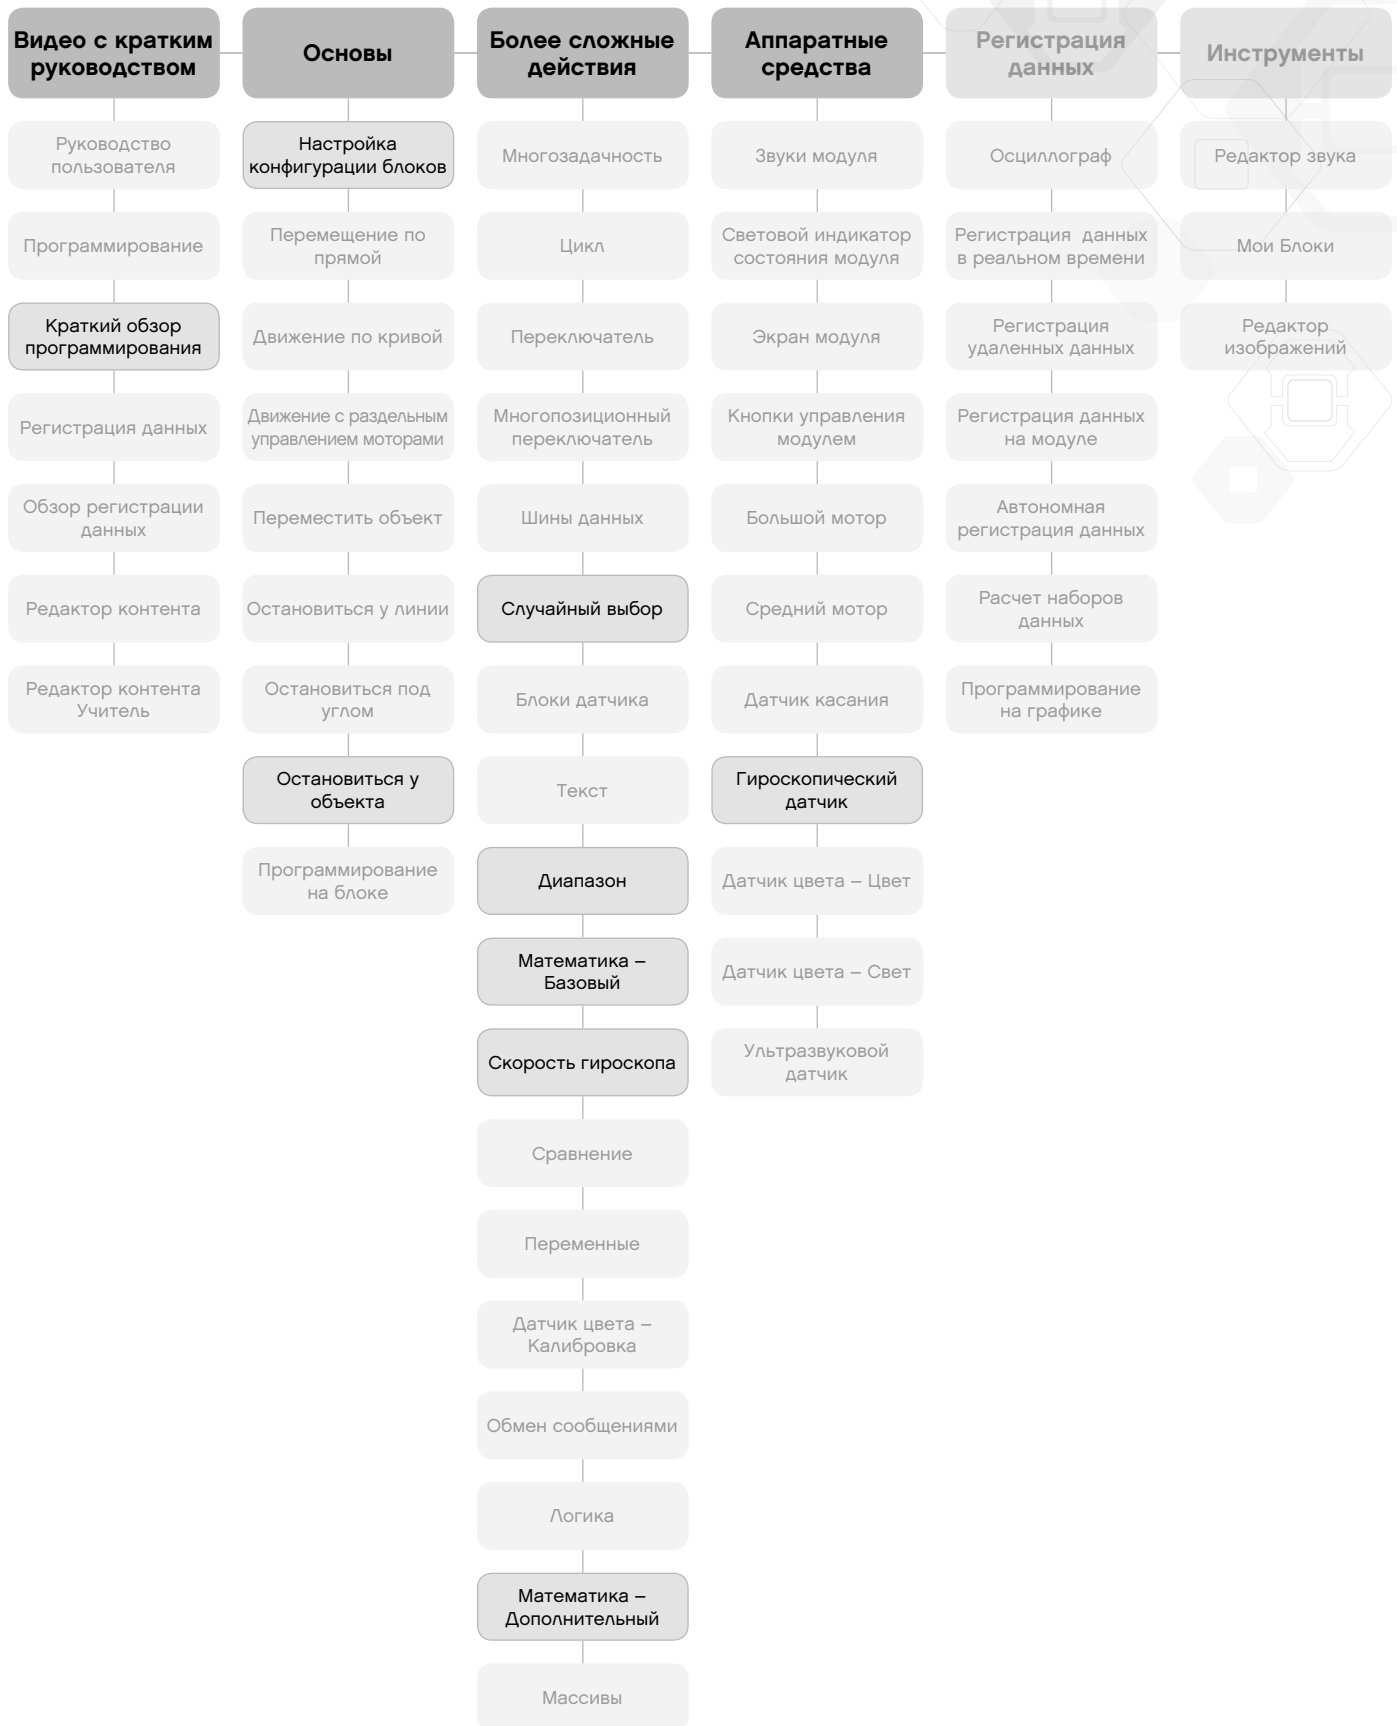 Видео с кратким
руководством
Основы
Более сложные
действия
Аппаратные
средства
Регистрация
данных
Инструменты
Руководство
пользователя
Программирование
Краткий обзор
программирования
Регистрация данных
Обзор регистрации
данных
Редактор контента
Редактор контента
Учитель
Настройка
конфигурации блоков
Перемещение по
прямой
Движение по кривой
Движение с раздельным
управлением моторами
Переместить объект
Остановиться у линии
Остановиться под
углом
Остановиться у
объекта
Программирование
на блоке
Многозадачность
Цикл
Переключатель
Многопозиционный
переключатель
Шины данных
Случайный выбор
Блоки датчика
Текст
Диапазон
Математика –
Базовый
Скорость гироскопа
Сравнение
Переменные
Датчик цвета –
Калибровка
Обмен сообщениями
Логика
Математика –
Дополнительный
Массивы
Звуки модуля
Световой индикатор
состояния модуля
Экран модуля
Кнопки управления
модулем
Большой мотор
Средний мотор
Датчик касания
Гироскопический
датчик
Датчик цвета – Цвет
Датчик цвета – Свет
Ультразвуковой
датчик
Осциллограф
Регистрация данных
в реальном времени
Регистрация
удаленных данных
Регистрация данных
на модуле
Автономная
регистрация данных
Расчет наборов
данных
Программирование
на графике
Редактор звука
Мои Блоки
Редактор
изображений